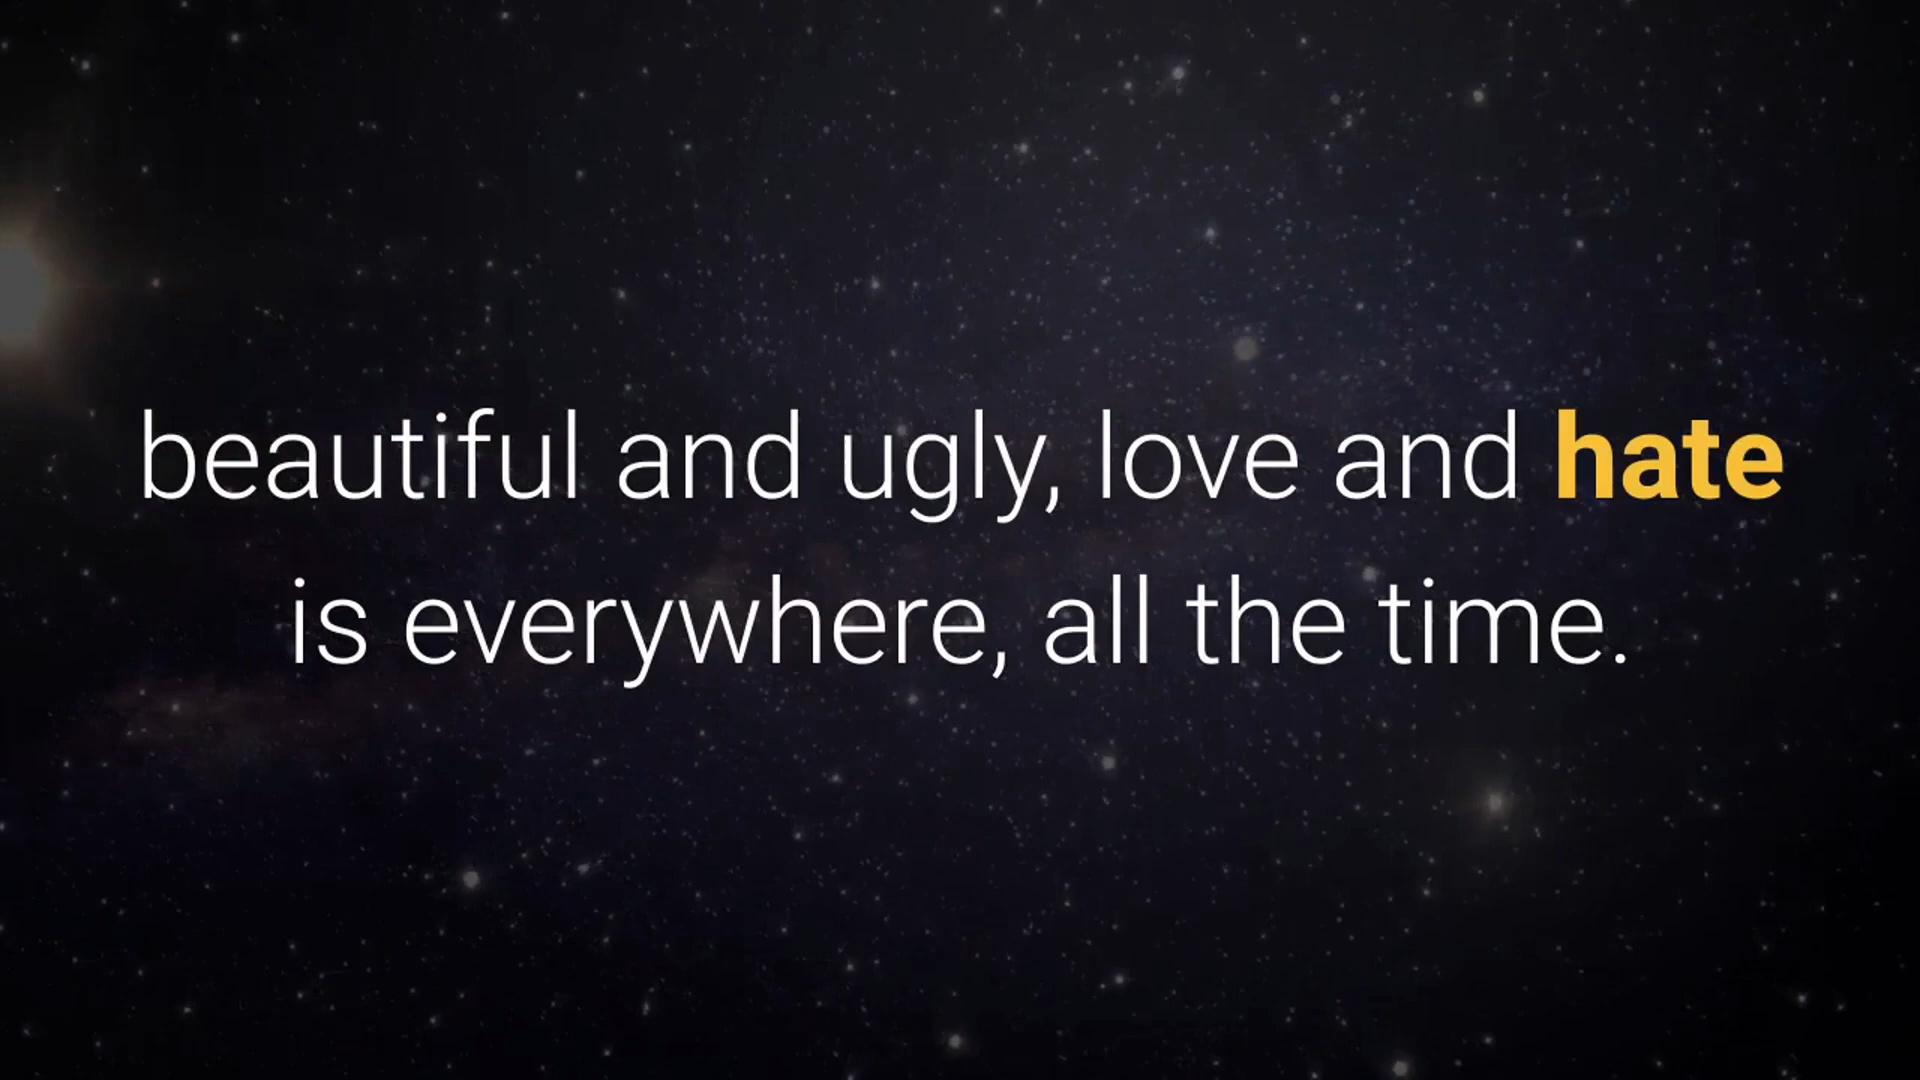 beautiful and ugly, love and hate
is everywhere, all the time.